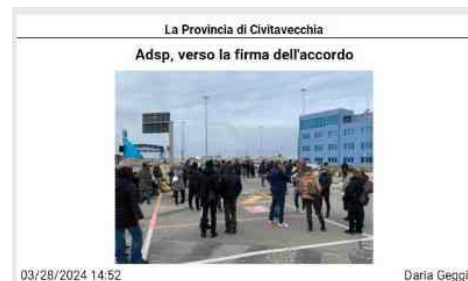 La Provincia di Civitavecchia
Adsp, verso la firma dell'accordo
03/28/2024 14:52
Daria Geggi